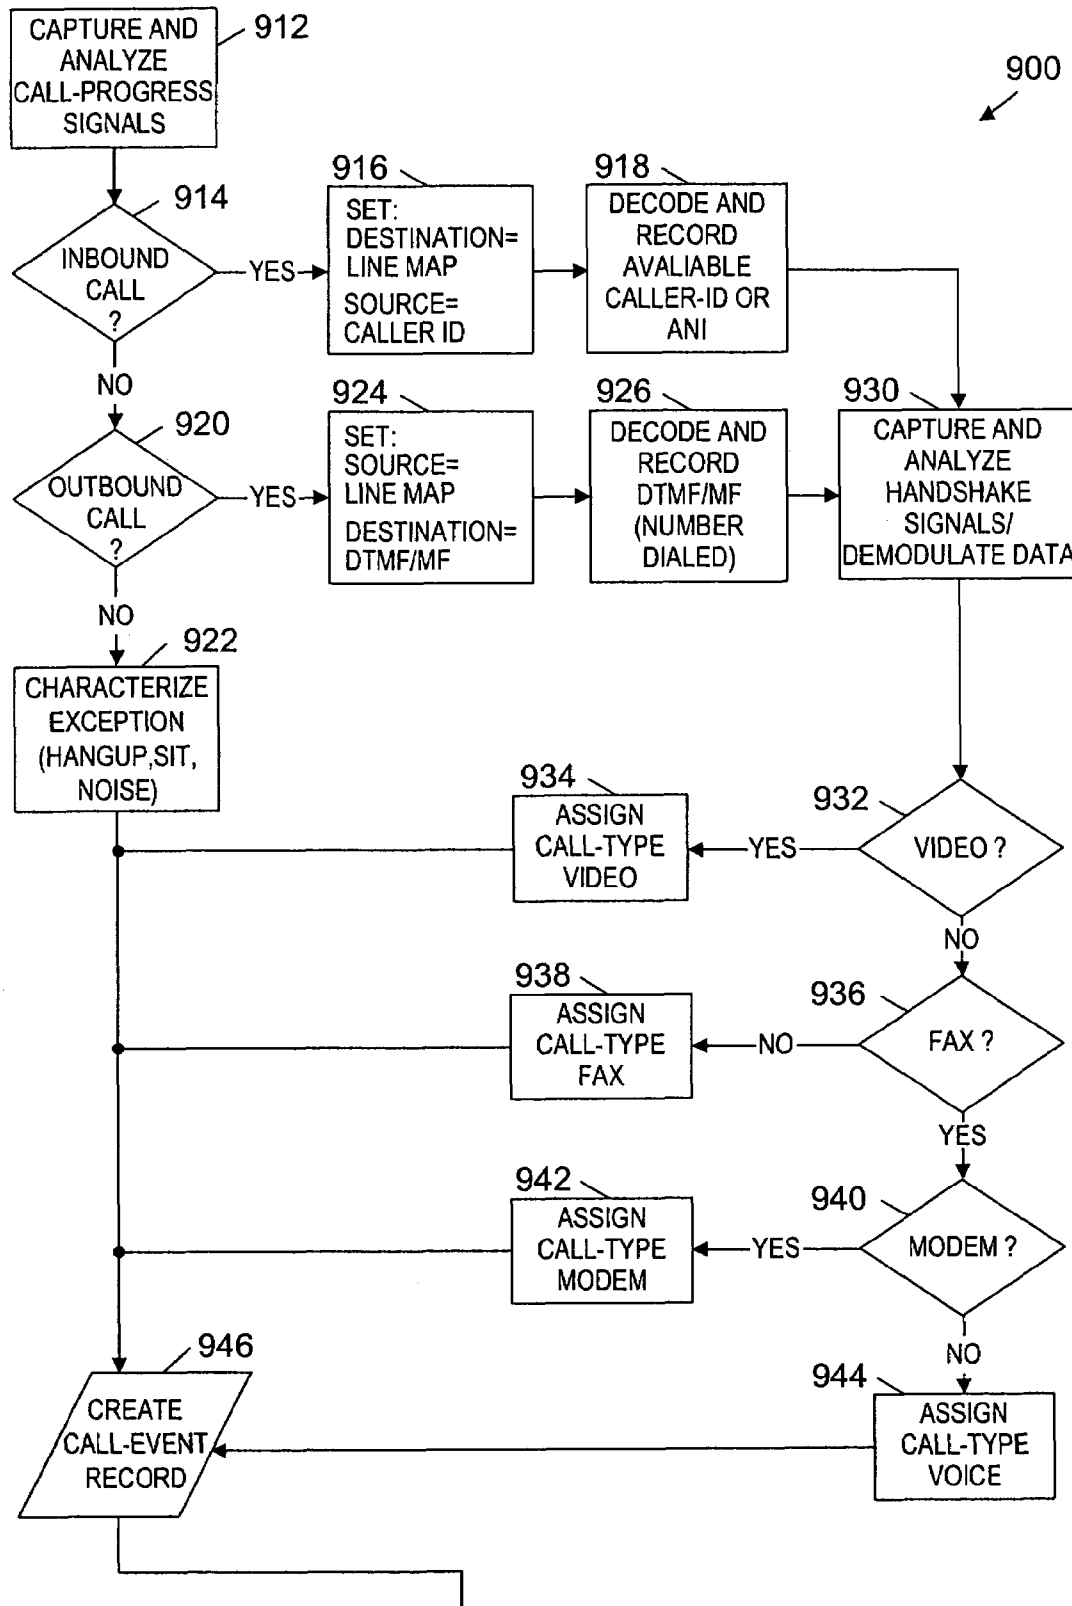 CAPTURE AND
ANALYZE
CALL-PROGRESS
SIGNALS
912
900
914
INBOUND
CALL
?
YES
NO
916
SET:
DESTINATION=
LINE MAP
SOURCE=
CALLER ID
918
DECODE AND
RECORD
AVALIABLE
CALLER-ID OR
ANI
920
OUTBOUND
CALL
?
YES
NO
924
SET:
SOURCE=
LINE MAP
DESTINATION=
DTMF/MF
926
DECODE AND
RECORD
DTMF/MF
(NUMBER
DIALED)
930
CAPTURE AND
ANALYZE
HANDSHAKE
SIGNALS/
DEMODULATE DATA
922
CHARACTERIZE
EXCEPTION
(HANGUP,SIT,
NOISE)
932
VIDEO ?
YES
NO
934
ASSIGN
CALL-TYPE
VIDEO
936
FAX ?
NO
YES
938
ASSIGN
CALL-TYPE
FAX
940
MODEM ?
YES
NO
942
ASSIGN
CALL-TYPE
MODEM
944
ASSIGN
CALL-TYPE
VOICE
946
CREATE
CALL-EVENT
RECORD